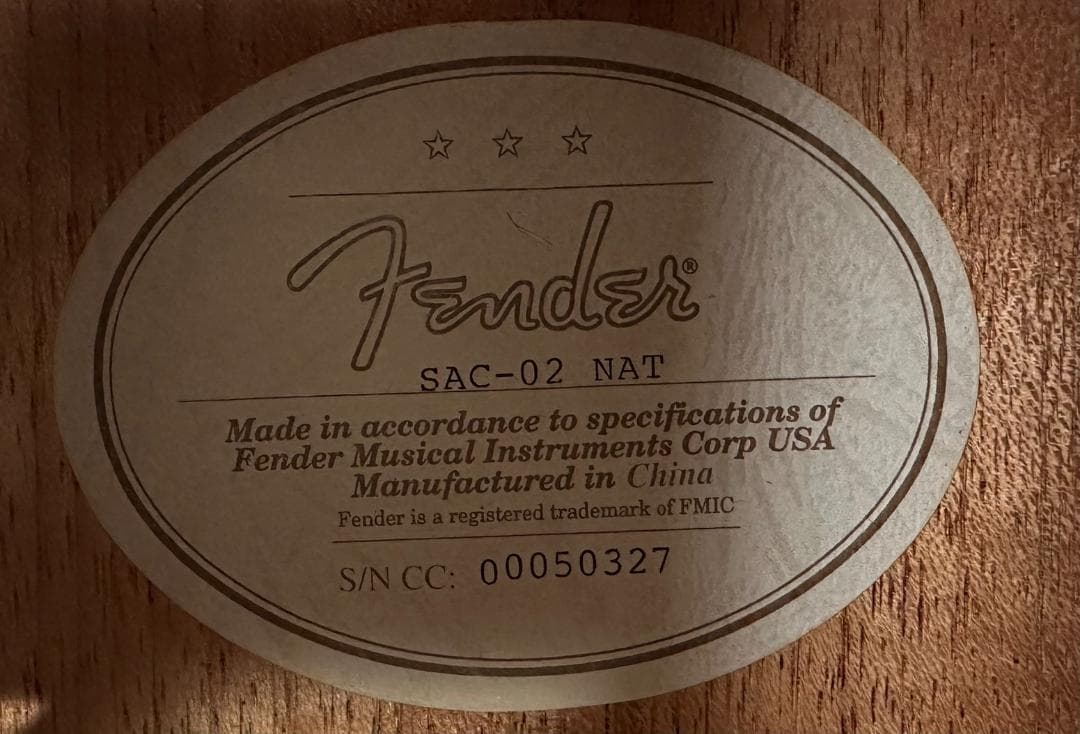 Fender®
SAC-02 NAT
Made in accordance to specifications of
Fender Musical Instruments Corp USA
Manufactured in China
Fender is a registered trademark of FMIC
S/N CC: 00050327